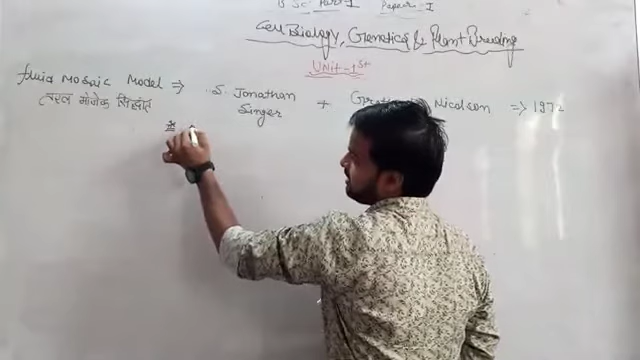 B.Sc. Part-I Paper-I
Cell Biology, Genetics & Plant Breeding
UNIT-1st
fluid Mosaic Model ⇒ S. Jonathan Singer + Nicolson ⇒ 1972
तरल मोजेक सिद्धांत